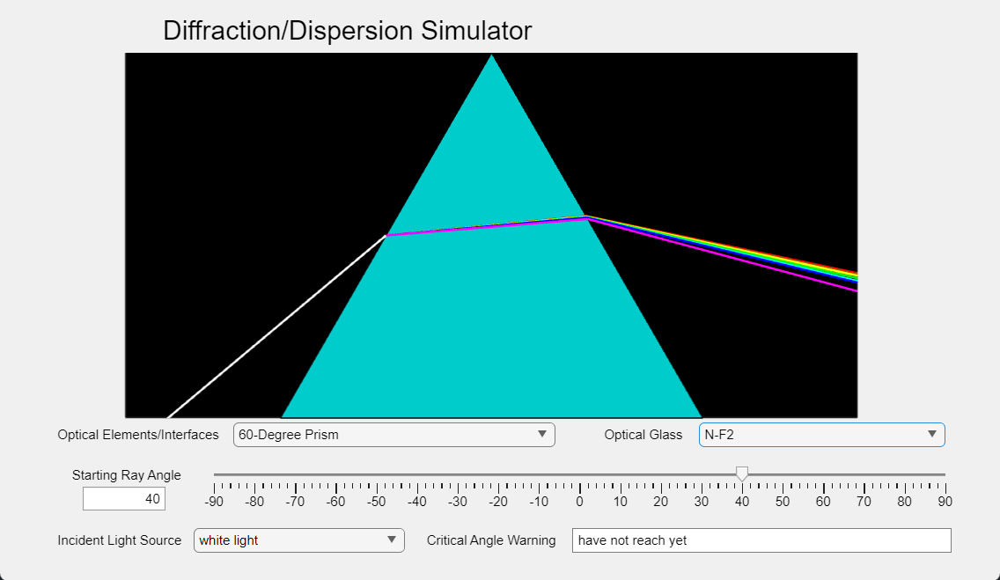 Diffraction/Dispersion Simulator
Optical Elements/Interfaces 60-Degree Prism Optical Glass N-F2
Starting Ray Angle
40
-90 -80 -70 -60 -50 -40 -30 -20 -10 0 10 20 30 40 50 60 70 80 90
Incident Light Source white light Critical Angle Warning have not reach yet